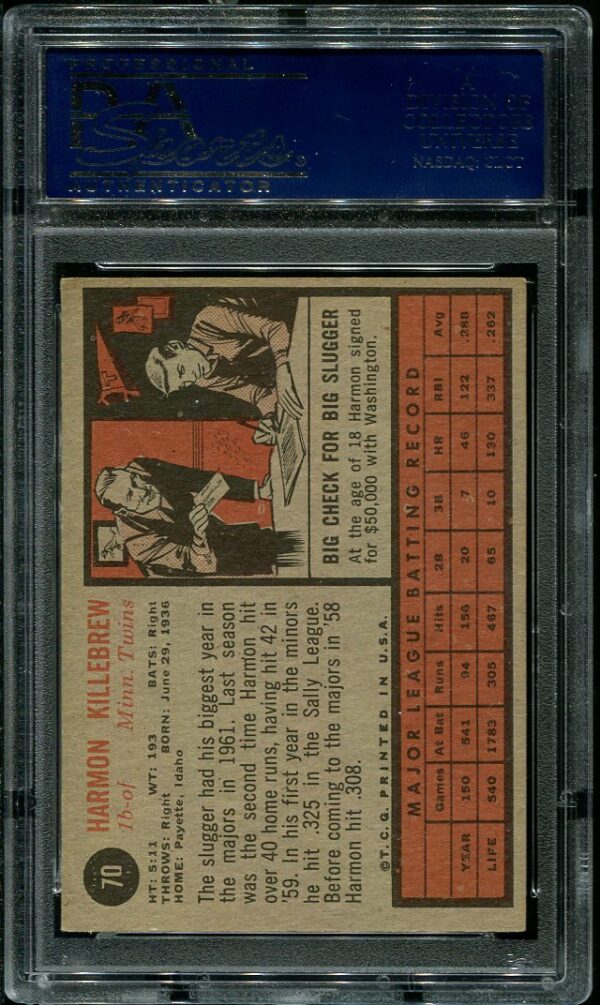 PROFESSIONAL
PSA
Sports®
AUTHENTICATOR
A
DIVISION OF
COLLECTORS
UNIVERSE
NASDAQ: CLCT
70
HARMON KILLEBREW
1b-of Minn. Twins
HT: 5:11 WT: 193 BATS: Right
THROWS: Right BORN: June 29, 1936
HOME: Payette, Idaho
The slugger had his biggest year in
the majors in 1961. Last season
was the second time Harmon hit
over 40 home runs, having hit 42 in
'59. In his first year in the minors
he hit .325 in the Sally League.
Before coming to the majors in '58
Harmon hit .308.
T
BIG CHECK FOR BIG SLUGGER
At the age of 18 Harmon signed
for $50,000 with Washington.
©T.C.G. PRINTED IN U.S.A.
MAJOR LEAGUE BATTING RECORD
Games At Bat Runs Hits 2B 3B HR RBI Avg
YEAR 150 541 94 156 20 7 46 122 .288
LIFE 540 1783 305 467 65 10 130 337 .262